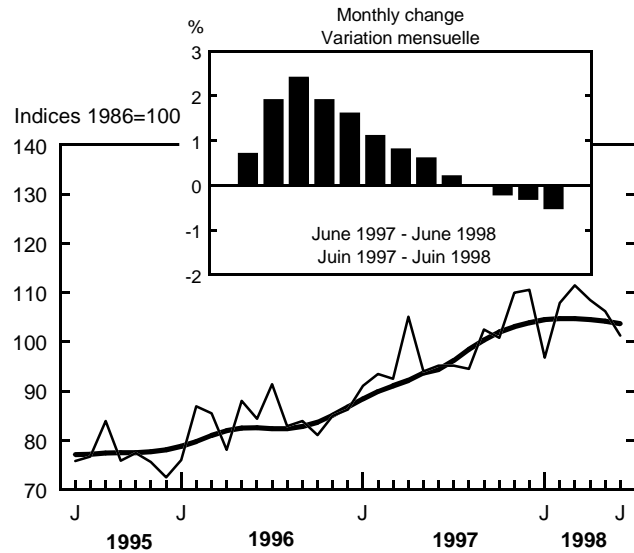 Monthly change
Variation mensuelle
%
3
2
1
0
-1
-2
June 1997 - June 1998
Juin 1997 - Juin 1998
Indices 1986=100
140
130
120
110
100
90
80
70
J J J J J
1995 1996 1997 1998